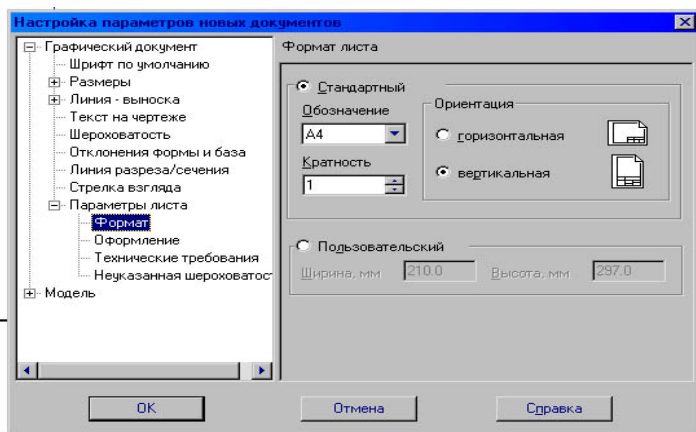 Настройка параметров новых документов
Графический документ
Шрифт по умолчанию
Размеры
Линия - выноска
Текст на чертеже
Шероховатость
Отклонения формы и база
Линия разреза/сечения
Стрелка взгляда
Параметры листа
Формат
Оформление
Технические требования
Неуказанная шероховатос
Модель
Формат листа
Стандартный
Обозначение
A4
Кратность
1
Ориентация
горизонтальная
вертикальная
Пользовательский
Ширина, мм 210.0 Высота, мм 297.0
OK Отмена Справка